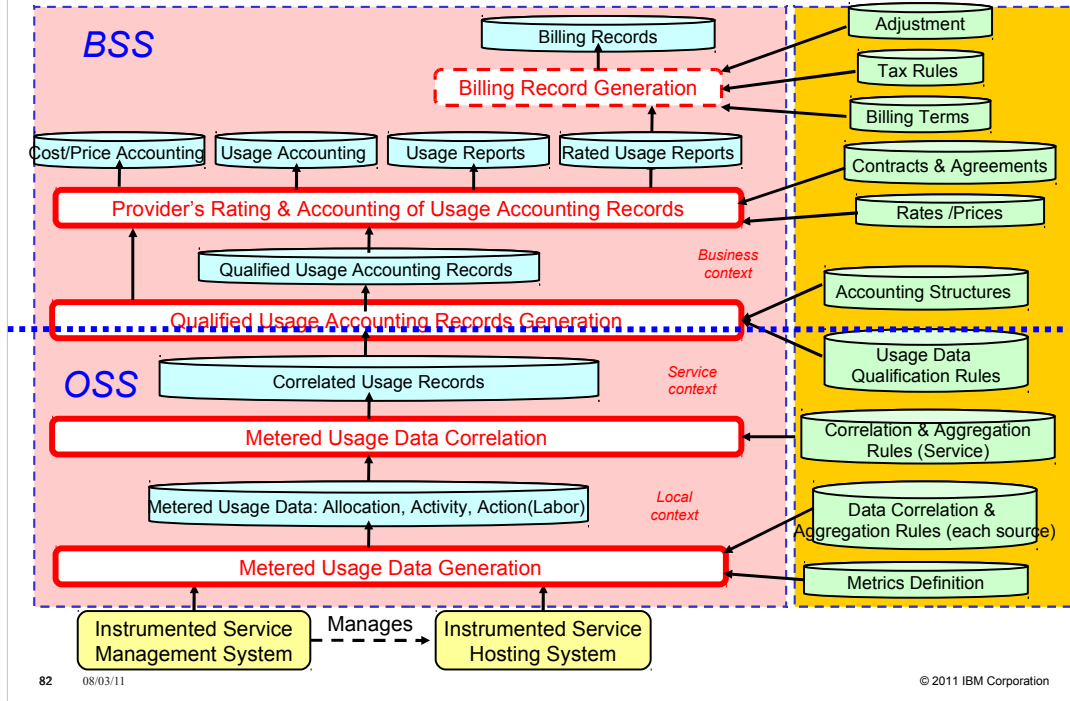 BSS
Billing Records
Adjustment
Billing Record Generation
Tax Rules
Billing Terms
Cost/Price Accounting
Usage Accounting
Usage Reports
Rated Usage Reports
Contracts & Agreements
Provider's Rating & Accounting of Usage Accounting Records
Rates /Prices
Business
context
Qualified Usage Accounting Records
Accounting Structures
Qualified Usage Accounting Records Generation
Usage Data
Qualification Rules
OSS
Correlated Usage Records
Service
context
Metered Usage Data Correlation
Correlation & Aggregation
Rules (Service)
Metered Usage Data: Allocation, Activity, Action(Labor)
Local
context
Data Correlation &
Aggregation Rules (each source)
Metered Usage Data Generation
Metrics Definition
Instrumented Service
Management System
Manages
Instrumented Service
Hosting System
82
08/03/11
© 2011 IBM Corporation